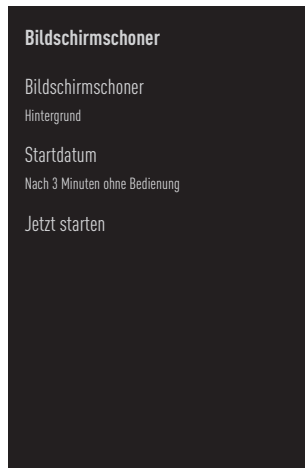 Bildschirmschoner
Bildschirmschoner
Hintergrund
Startdatum
Nach 3 Minuten ohne Bedienung
Jetzt starten